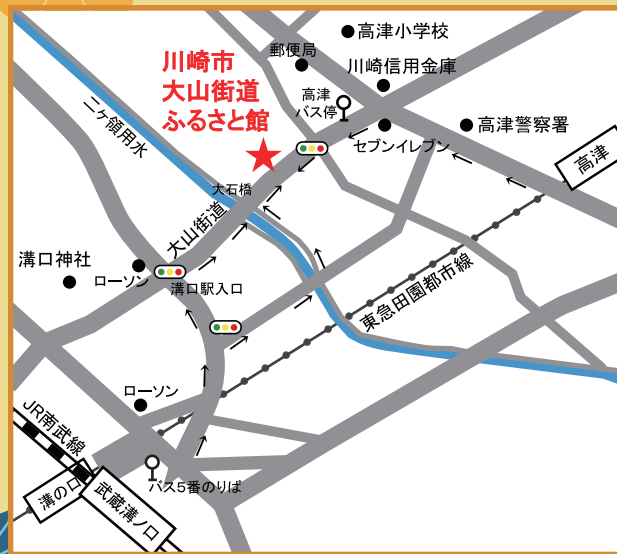 高津小学校
郵便局
川崎信用金庫
川崎市
大山街道
ふるさと館
高津
バス停
セブンイレブン
高津警察署
高津
二ヶ領用水
大石橋
大山街道
溝口神社
ローソン
溝口駅入口
東急田園都市線
ローソン
JR南武線
溝の口
武蔵溝ノ口
バス5番のりば